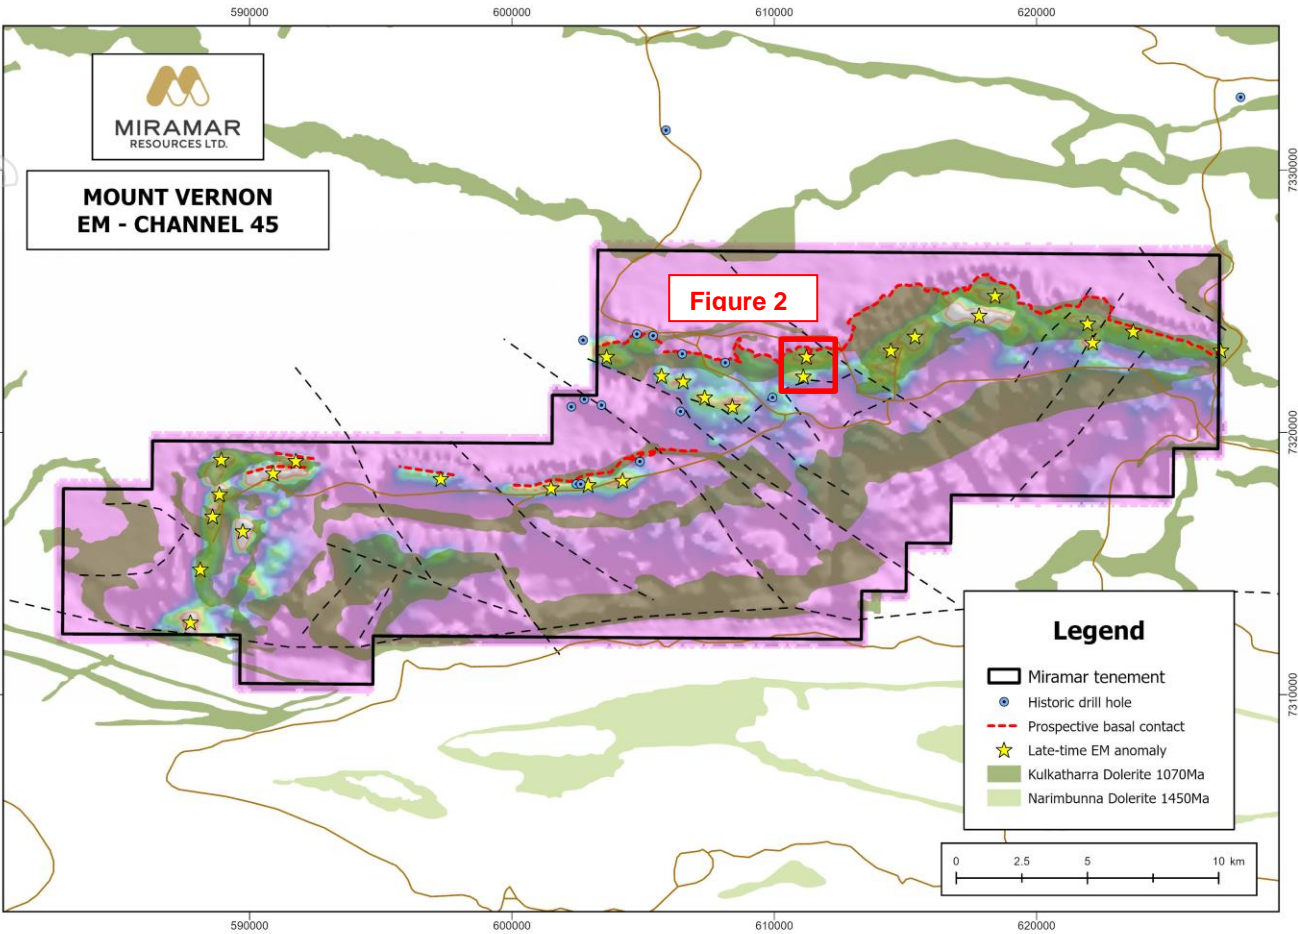 590000
600000
610000
620000
MIRAMAR
RESOURCES LTD.
MOUNT VERNON
EM - CHANNEL 45
Figure 2
7330000
7320000
7310000
Legend
Miramar tenement
Historic drill hole
Prospective basal contact
Late-time EM anomaly
Kulkatharra Dolerite 1070Ma
Narimbunna Dolerite 1450Ma
0 2.5 5 10 km
590000
600000
610000
620000